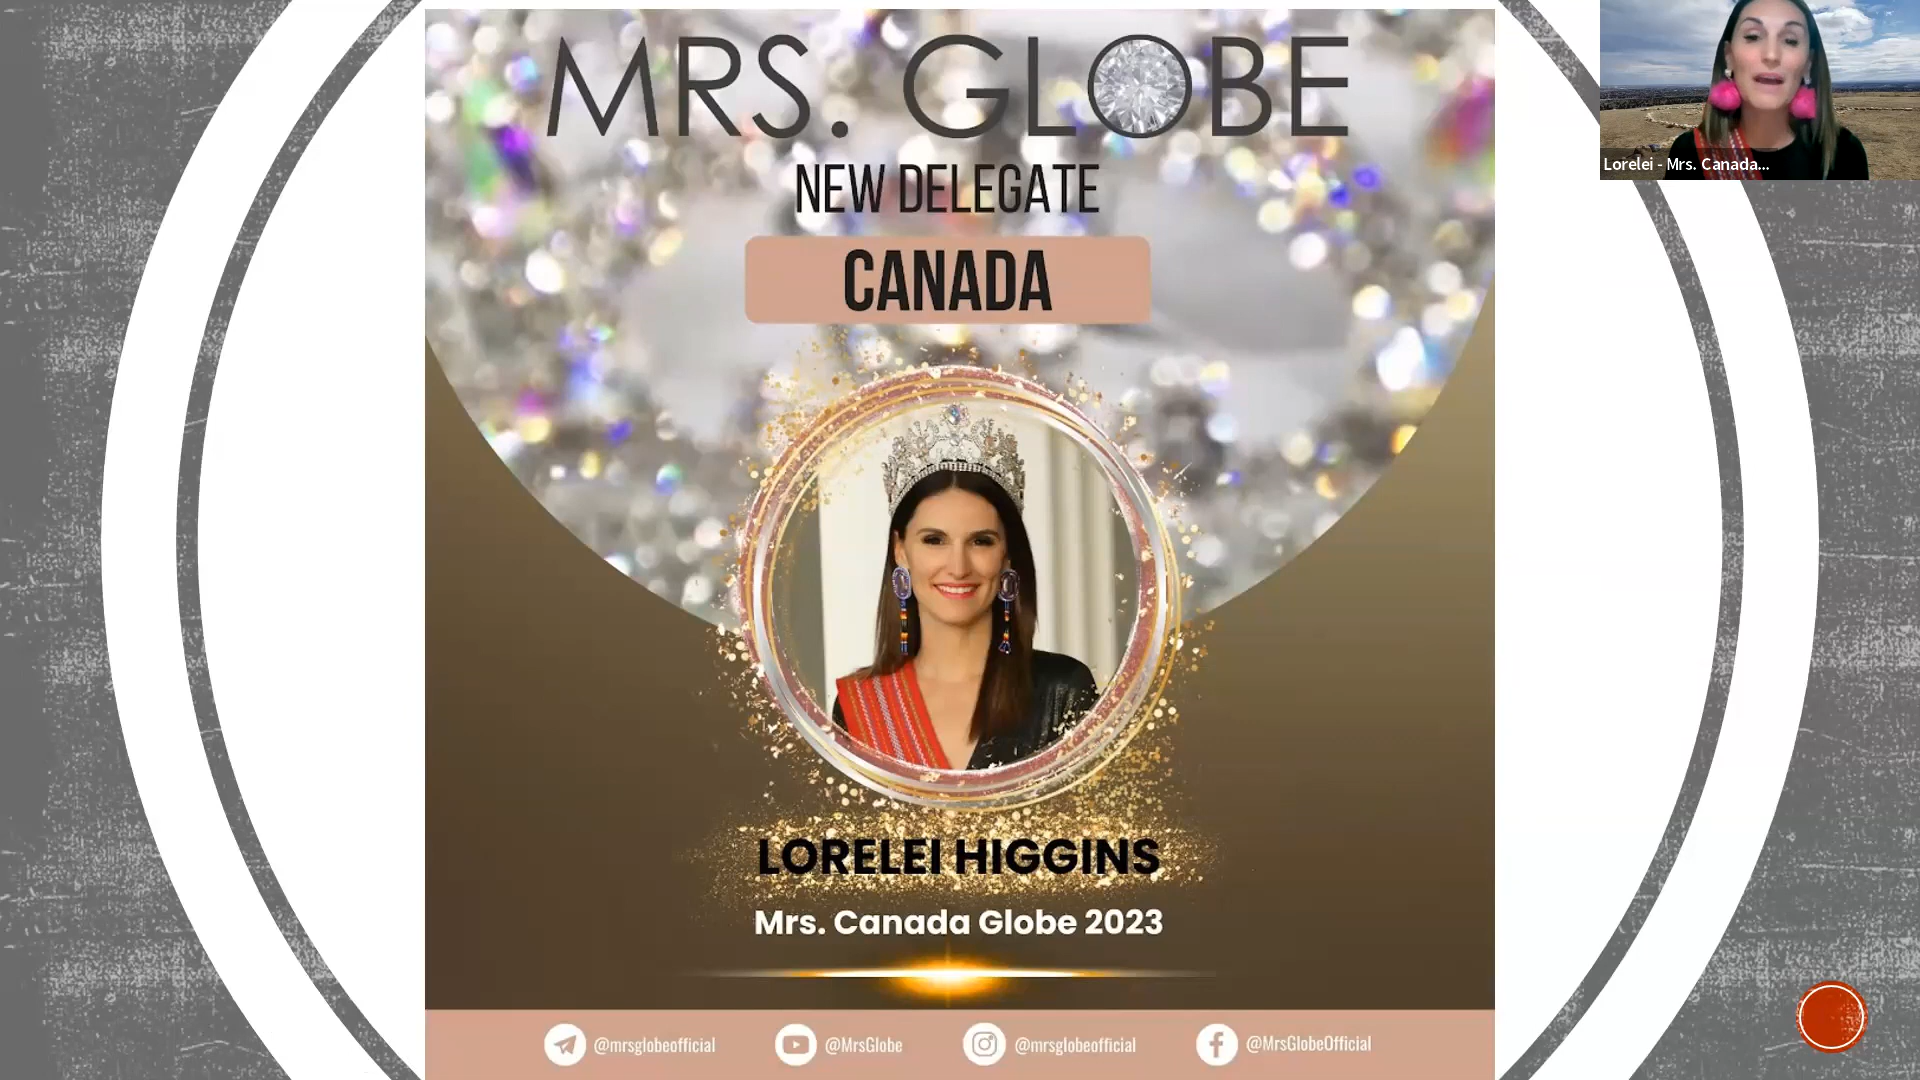 MRS. GLOBE
NEW DELEGATE
CANADA
LORELEI HIGGINS
Mrs. Canada Globe 2023
@mrsglobeofficial
@MrsGlobe
@mrsglobeofficial
@MrsGlobeOfficial
Lorelei - Mrs. Canada...